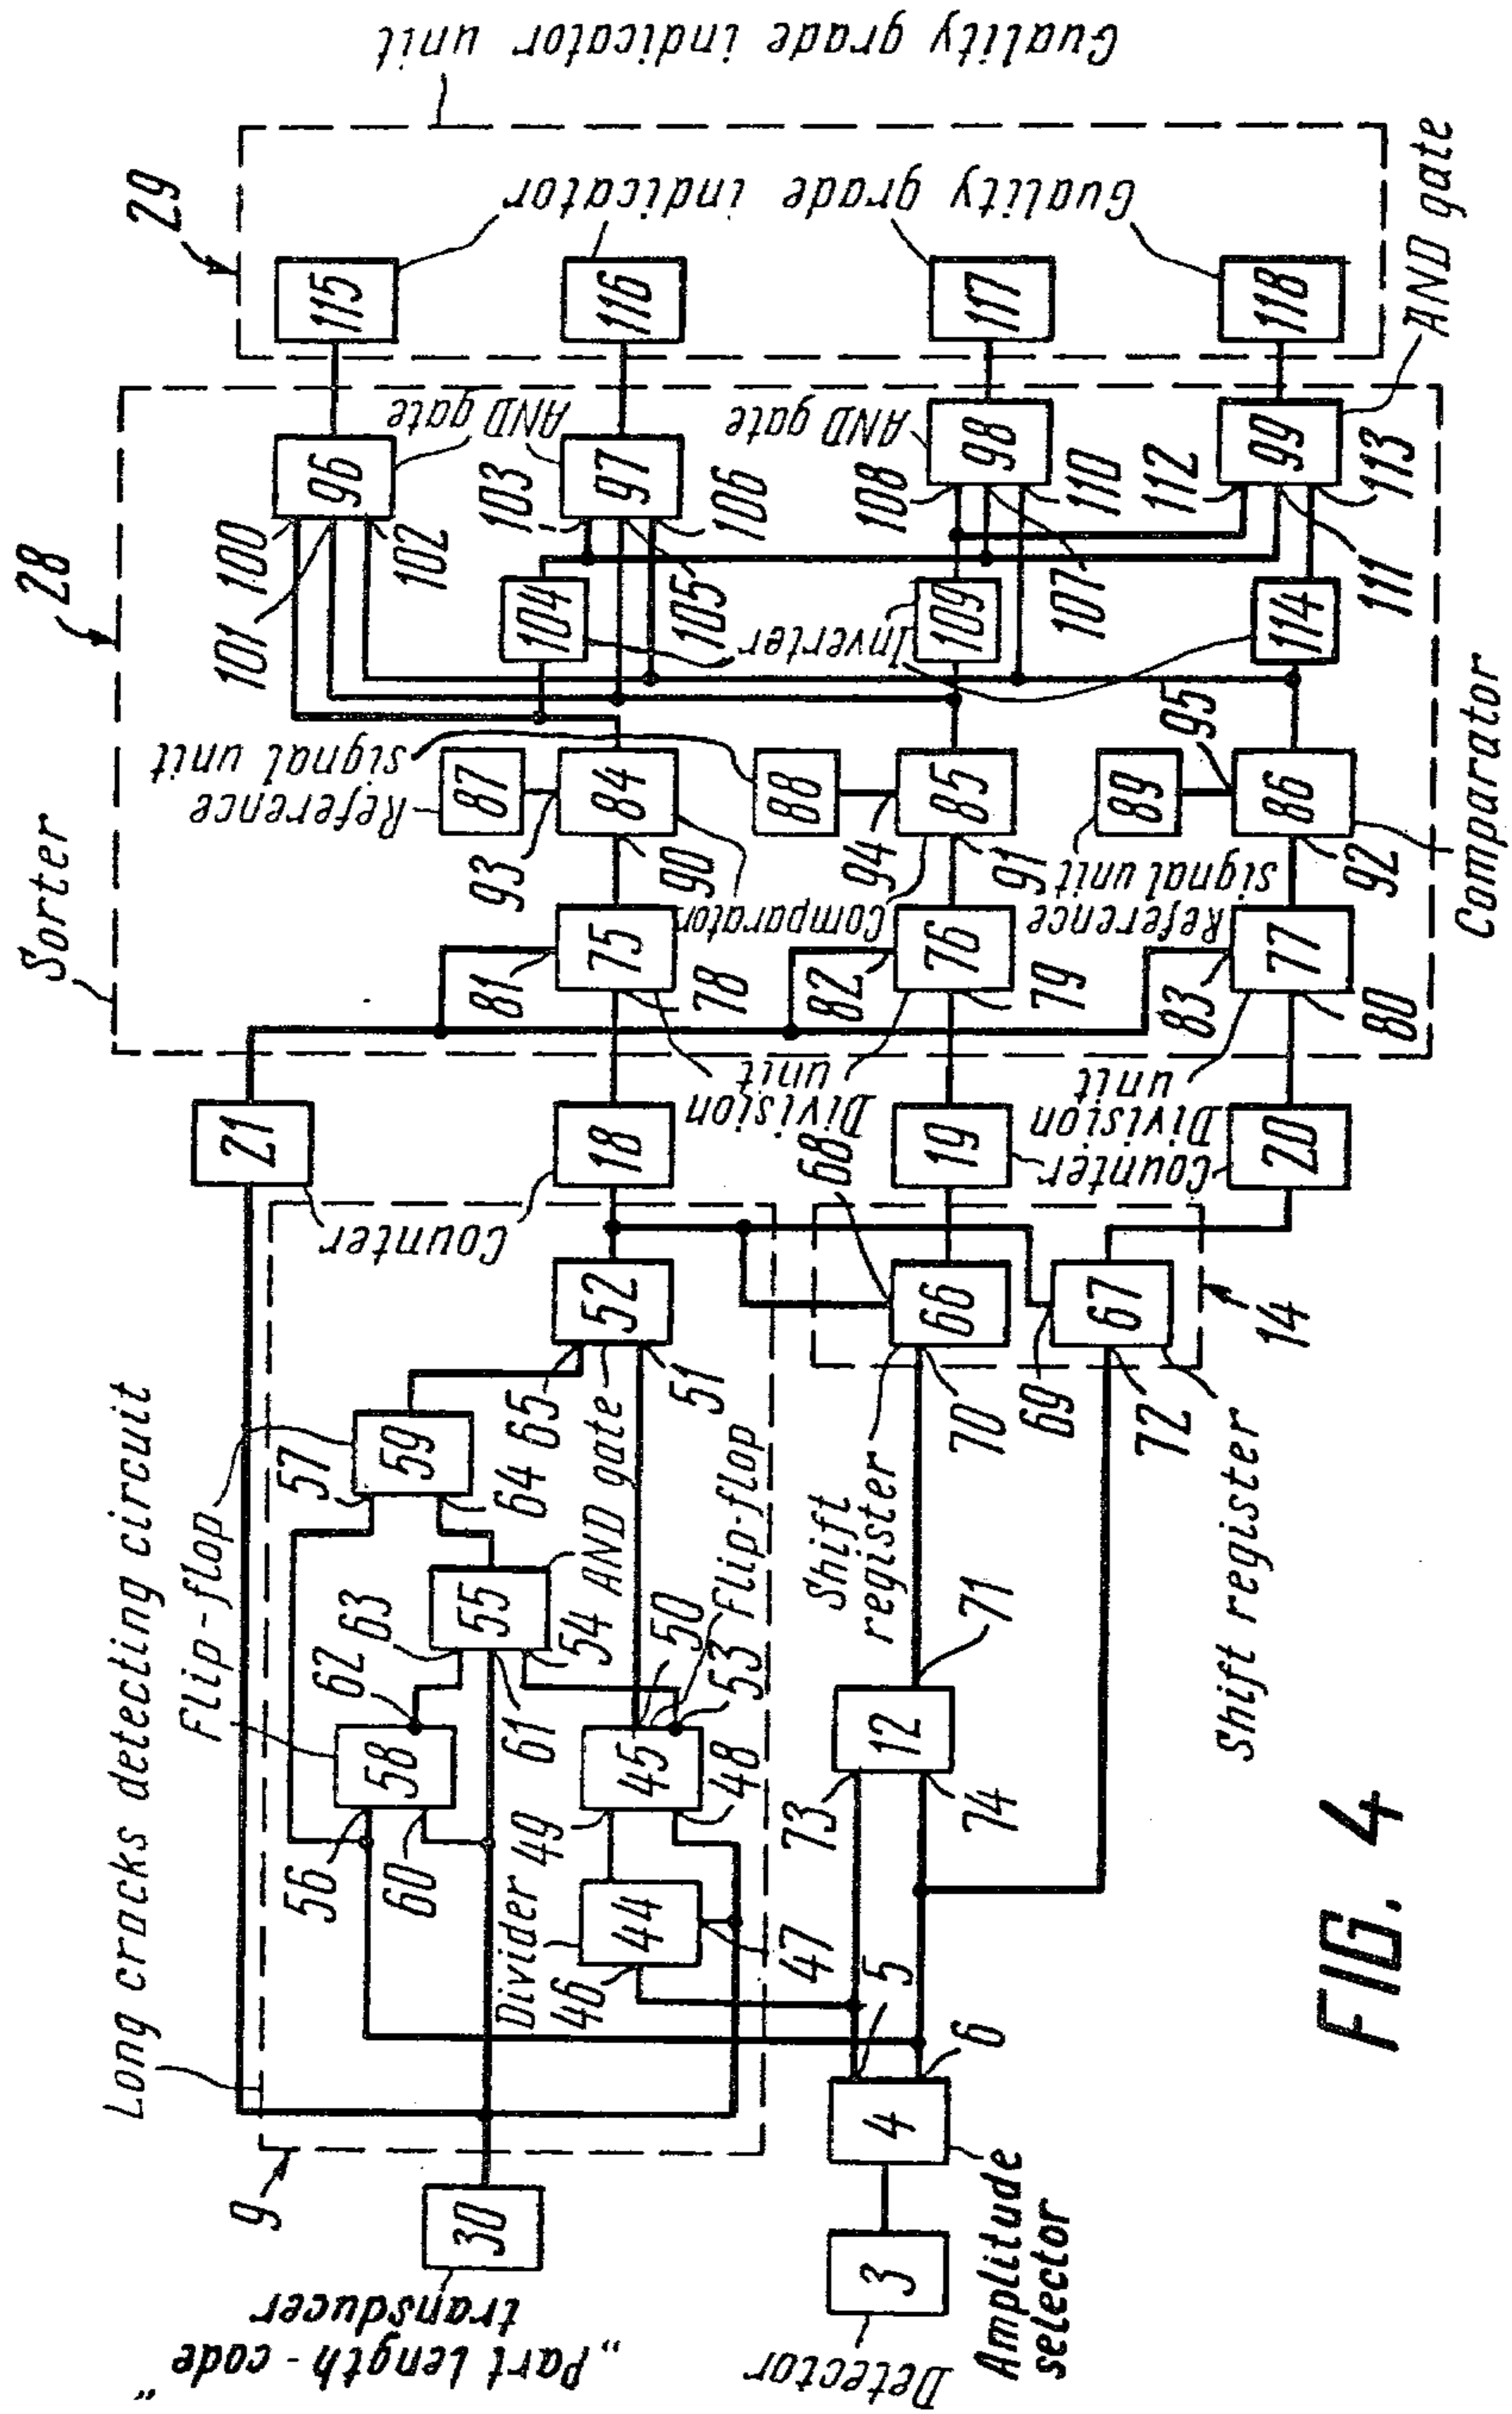 "Part Length-code"
transducer
30
9
Long cracks detecting circuit
Flip-flop
56
60
58
62
63
61
55
54
57
64
59
65
AND gate
52
51
Divider
46
44
47
49
45
48
50
53
Flip-flop
Detector
3
Amplitude
selector
4
5
6
73
74
12
71
Shift
register
70
66
68
69
67
72
14
Shift register
Counter
21
18
19
20
Counter
Division
unit
Division
unit
Sorter
28
81
75
78
82
76
79
83
77
80
Comparator
93
90
84
87
Reference
signal unit
94
91
85
88
Reference
signal unit
92
86
89
95
Comparator
Inverter
104
109
114
100
101
102
96
AND gate
103
105
106
97
108
107
110
98
AND gate
112
111
113
99
AND gate
29
115
116
117
118
Guality grade indicator
Guality grade indicator unit
FIG. 4